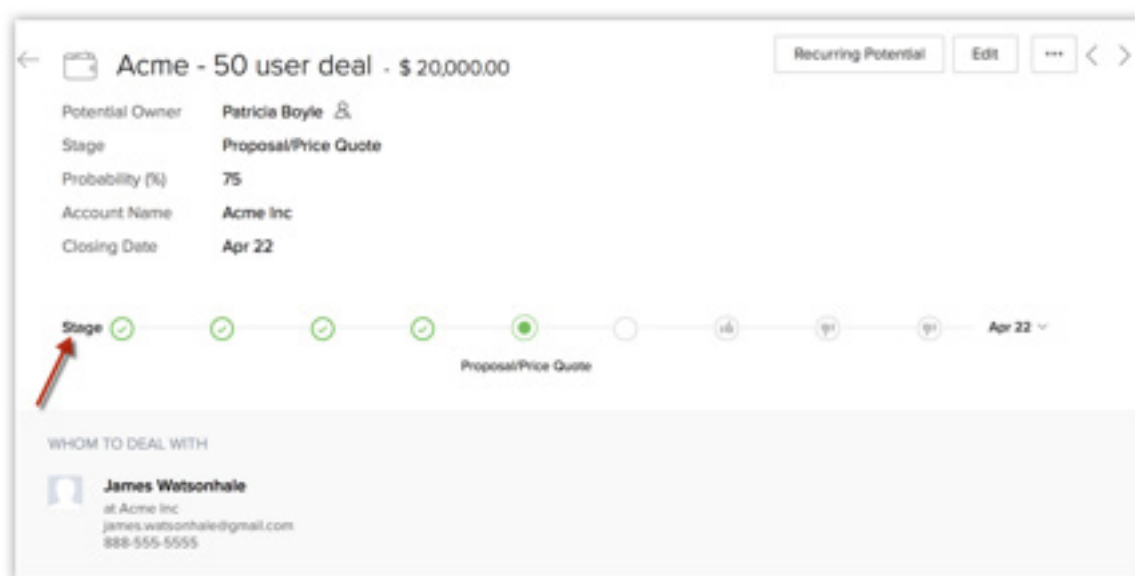 Acme - 50 user deal - $ 20,000.00
Recurring Potential
Edit
Potential Owner Patricia Boyle
Stage Proposal/Price Quote
Probability (%) 75
Account Name Acme Inc
Closing Date Apr 22
Stage Apr 22
Proposal/Price Quote
WHOM TO DEAL WITH
James Watsonhale
at Acme Inc
james.watsonhale@gmail.com
888-555-5555